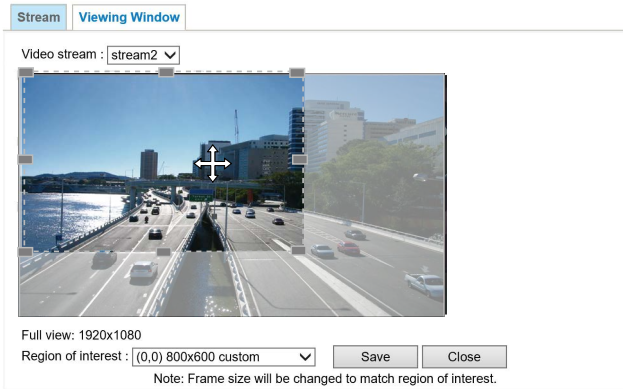 Stream
Viewing Window
Video stream : stream2
Full view: 1920x1080
Region of interest : (0,0) 800x600 custom Save Close
Note: Frame size will be changed to match region of interest.